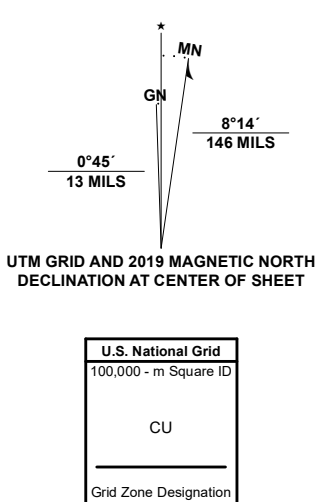 ★
MN
GN
8°14´
146 MILS
0°45´
13 MILS
UTM GRID AND 2019 MAGNETIC NORTH
DECLINATION AT CENTER OF SHEET
U.S. National Grid
100,000 - m Square ID
CU
Grid Zone Designation